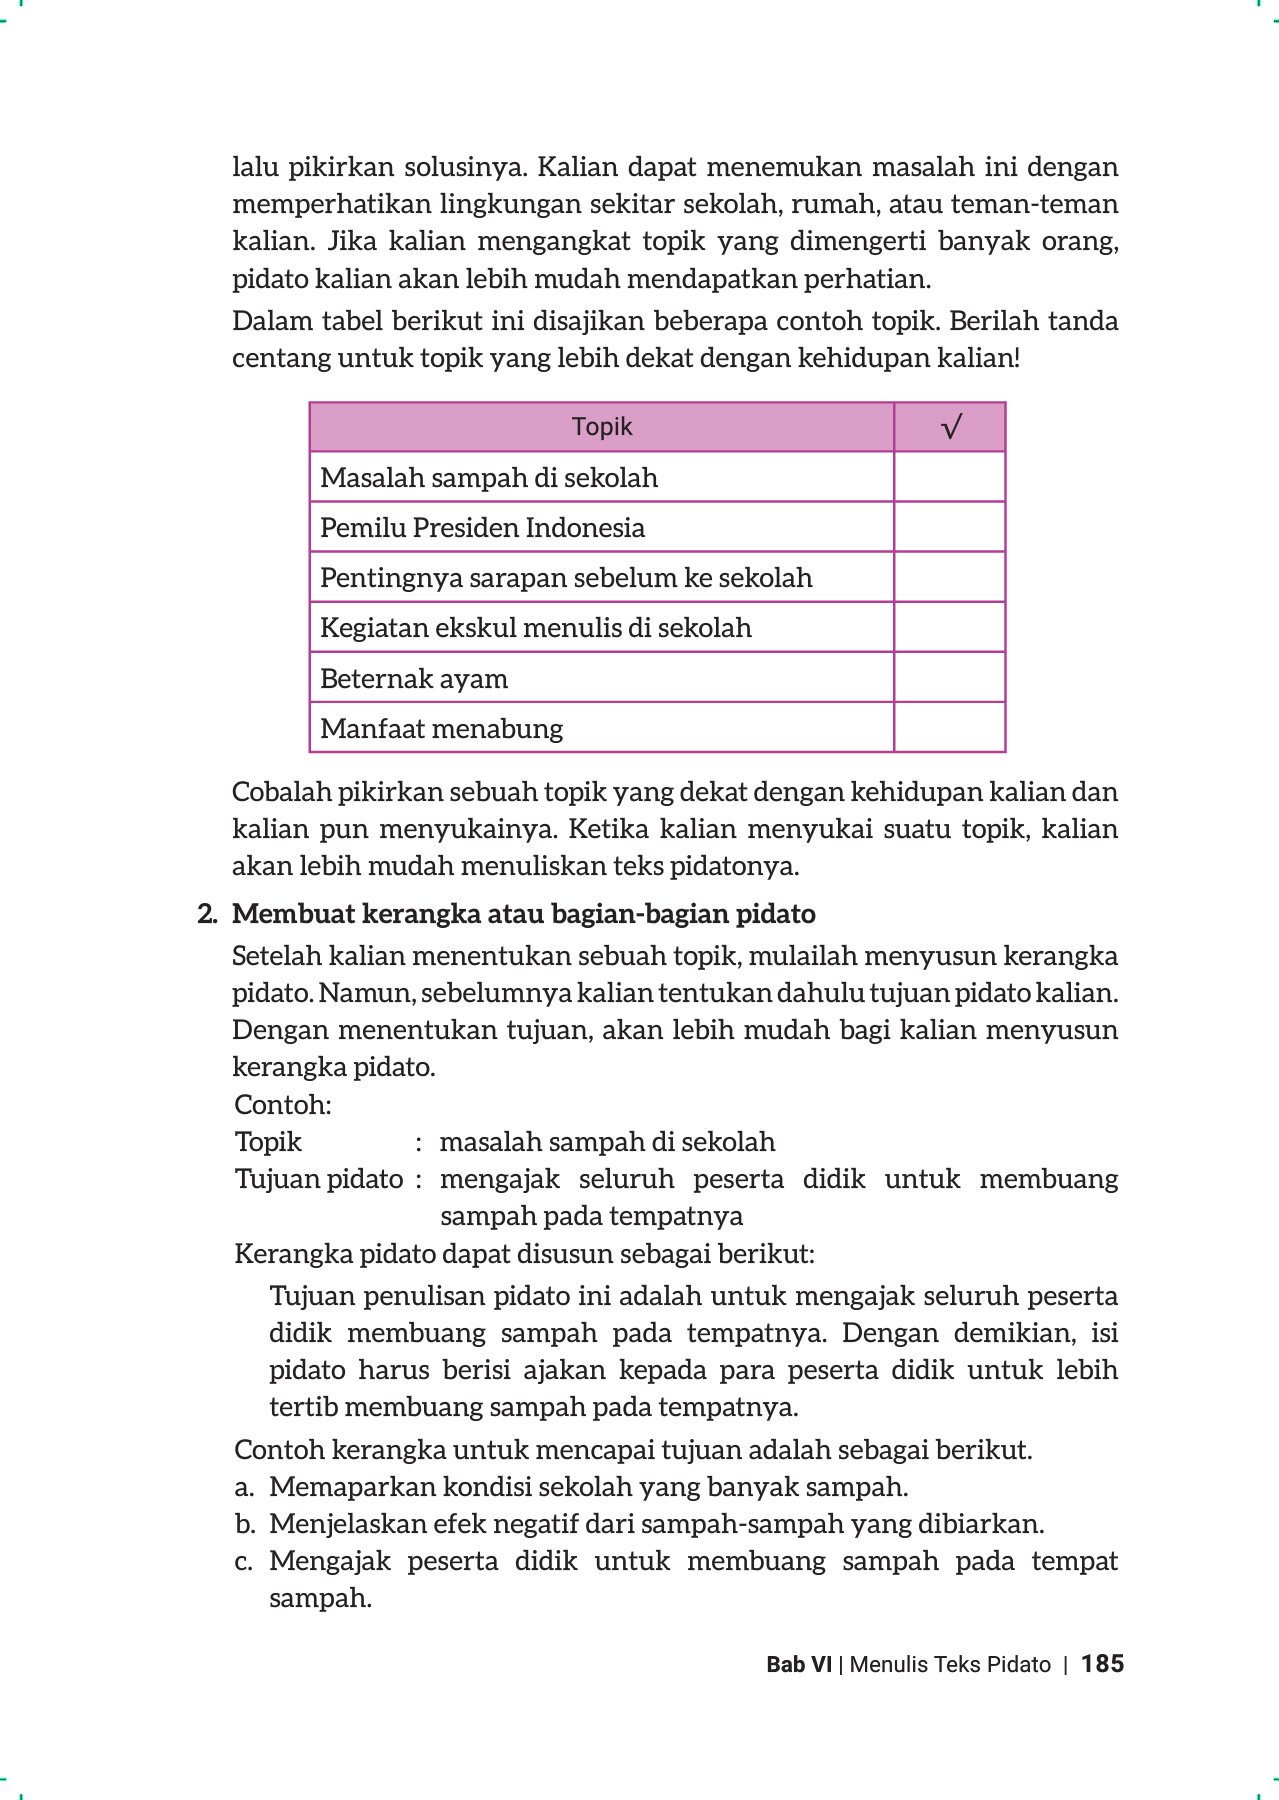 lalu pikirkan solusinya. Kalian dapat menemukan masalah ini dengan
memperhatikan lingkungan sekitar sekolah, rumah, atau teman-teman
kalian. Jika kalian mengangkat topik yang dimengerti banyak orang,
pidato kalian akan lebih mudah mendapatkan perhatian.
Dalam tabel berikut ini disajikan beberapa contoh topik. Berilah tanda
centang untuk topik yang lebih dekat dengan kehidupan kalian!
Topik √
Masalah sampah di sekolah
Pemilu Presiden Indonesia
Pentingnya sarapan sebelum ke sekolah
Kegiatan ekskul menulis di sekolah
Beternak ayam
Manfaat menabung
Cobalah pikirkan sebuah topik yang dekat dengan kehidupan kalian dan
kalian pun menyukainya. Ketika kalian menyukai suatu topik, kalian
akan lebih mudah menuliskan teks pidatonya.
2. Membuat kerangka atau bagian-bagian pidato
Setelah kalian menentukan sebuah topik, mulailah menyusun kerangka
pidato. Namun, sebelumnya kalian tentukan dahulu tujuan pidato kalian.
Dengan menentukan tujuan, akan lebih mudah bagi kalian menyusun
kerangka pidato.
Contoh:
Topik : masalah sampah di sekolah
Tujuan pidato : mengajak seluruh peserta didik untuk membuang
sampah pada tempatnya
Kerangka pidato dapat disusun sebagai berikut:
Tujuan penulisan pidato ini adalah untuk mengajak seluruh peserta
didik membuang sampah pada tempatnya. Dengan demikian, isi
pidato harus berisi ajakan kepada para peserta didik untuk lebih
tertib membuang sampah pada tempatnya.
Contoh kerangka untuk mencapai tujuan adalah sebagai berikut.
a. Memaparkan kondisi sekolah yang banyak sampah.
b. Menjelaskan efek negatif dari sampah-sampah yang dibiarkan.
c. Mengajak peserta didik untuk membuang sampah pada tempat
sampah.
Bab VI | Menulis Teks Pidato | 185